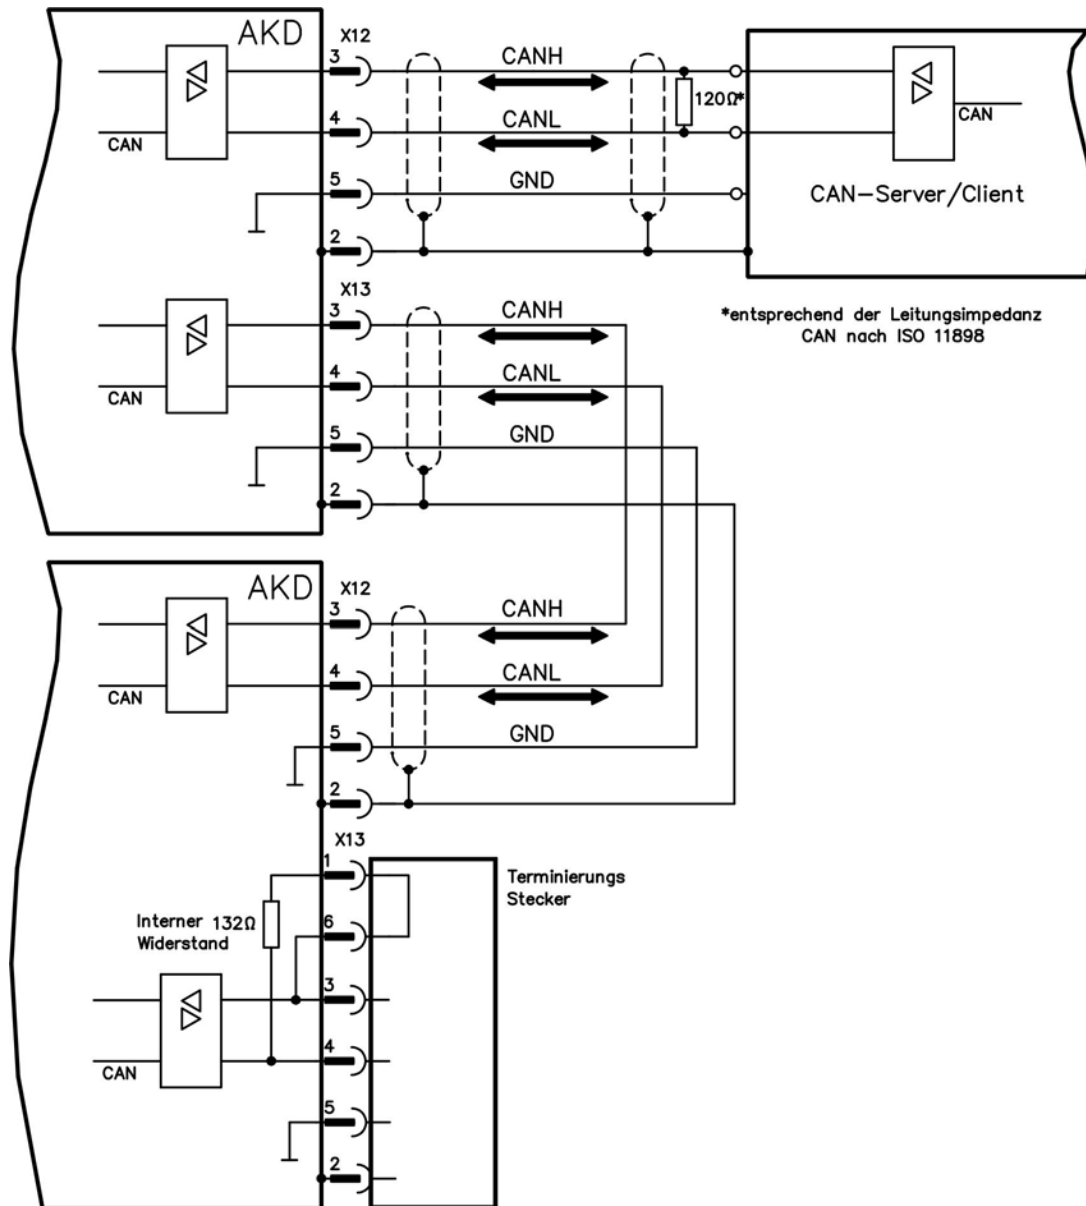 AKD
X12
3
CANH
120Ω*
CAN
4
CANL
CAN
5
GND
CAN-Server/Client
2
X13
3
CANH
*entsprechend der Leitungsimpedanz
CAN nach ISO 11898
4
CANL
CAN
5
GND
2
AKD
X12
3
CANH
4
CANL
CAN
5
GND
2
X13
1
Terminierungs
Stecker
Interner 132Ω
Widerstand
6
3
4
CAN
5
2